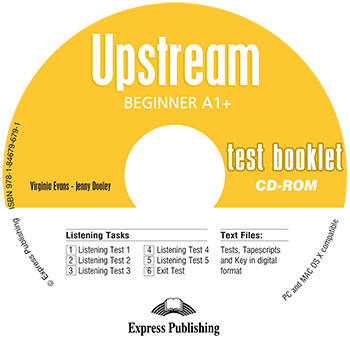 Upstream
BEGINNER A1+
test booklet
CD-ROM
Virginia Evans - Jenny Dooley
ISBN 978-1-84679-679-1
© Express Publishing
PC and MAC OS X compatible
Listening Tasks
1 Listening Test 1
2 Listening Test 2
3 Listening Test 3
4 Listening Test 4
5 Listening Test 5
6 Exit Test
Text Files:
Tests, Tapescripts
and Key in digital
format
Express Publishing